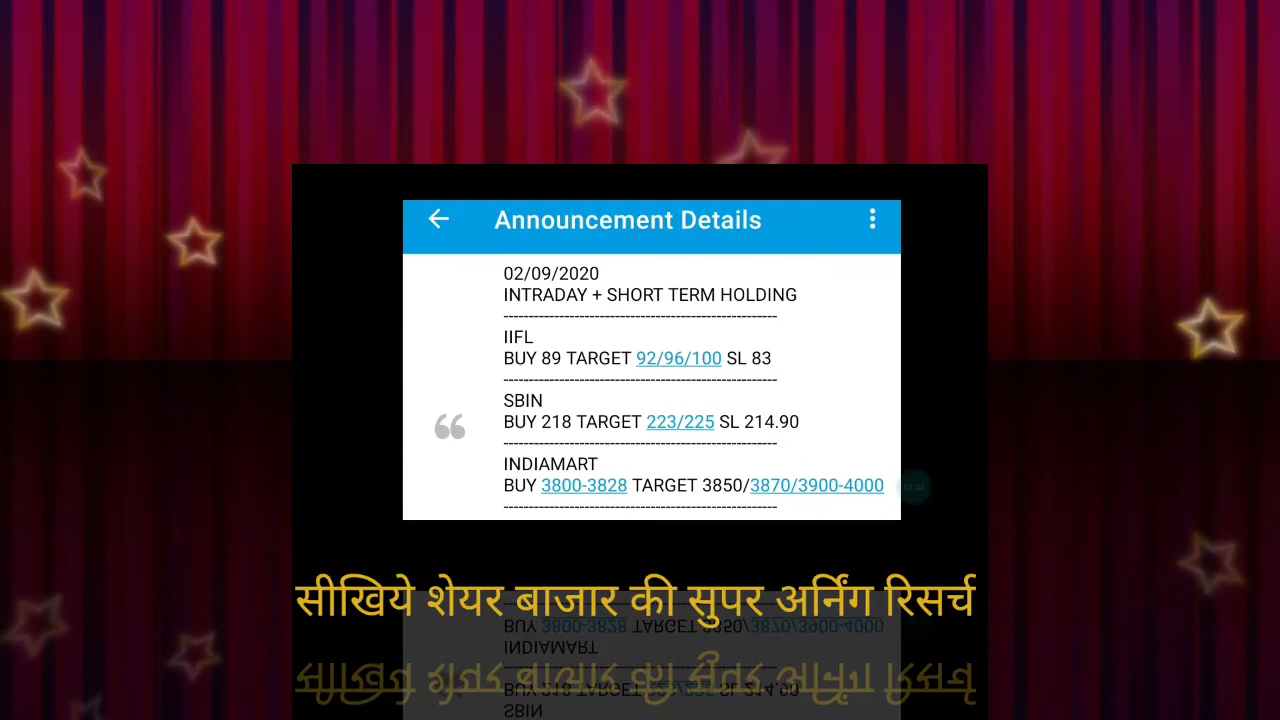 Announcement Details
02/09/2020
INTRADAY + SHORT TERM HOLDING
-------------------------------------------------------
IIFL
BUY 89 TARGET 92/96/100 SL 83
-------------------------------------------------------
SBIN
BUY 218 TARGET 223/225 SL 214.90
-------------------------------------------------------
INDIAMART
BUY 3800-3828 TARGET 3850/3870/3900-4000
-------------------------------------------------------
सीखिये शेयर बाजार की सुपर अर्निंग रिसर्च